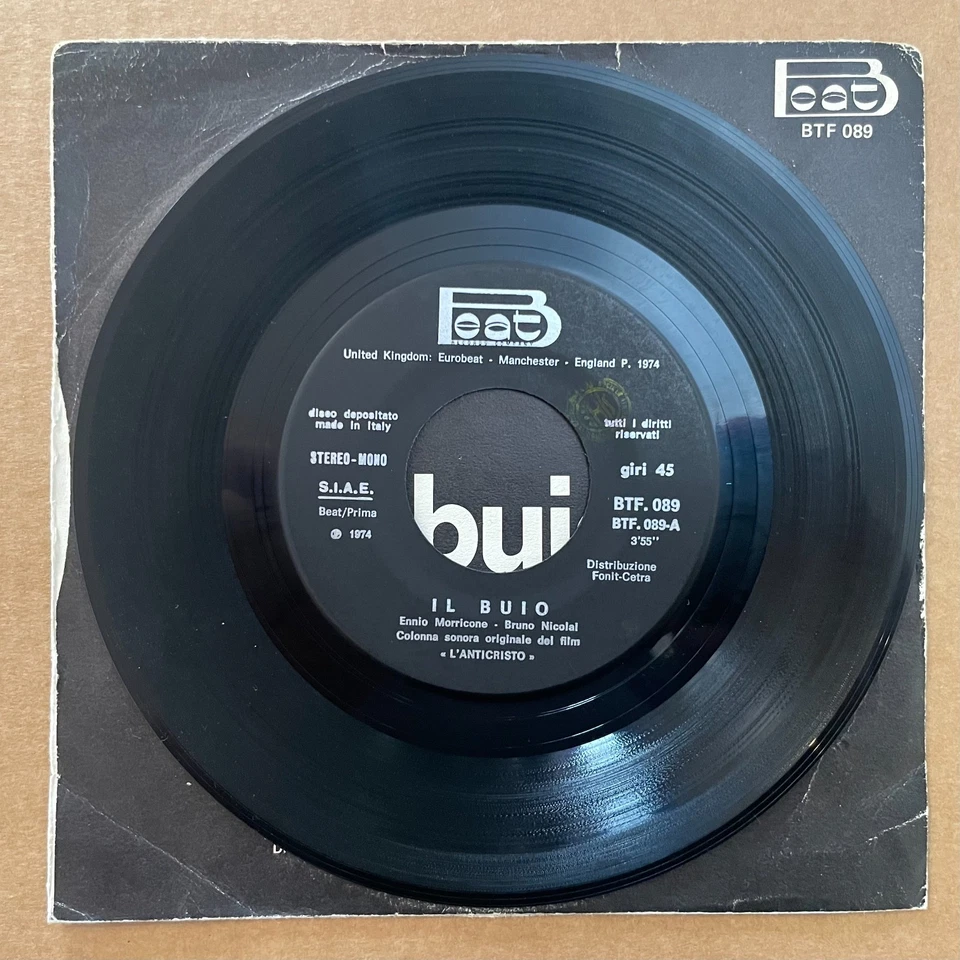 Beat
BTF 089
Beat
RECORDS COMPANY
United Kingdom: Eurobeat - Manchester - England P. 1974
disco depositato
made in Italy
STEREO-MONO
S.I.A.E.
Beat/Prima
℗ 1974
tutti i diritti
riservati
giri 45
BTF. 089
BTF. 089-A
3'55''
Distribuzione
Fonit-Cetra
bui
IL BUIO
Ennio Morricone - Bruno Nicolai
Colonna sonora originale del film
« L'ANTICRISTO »
D.